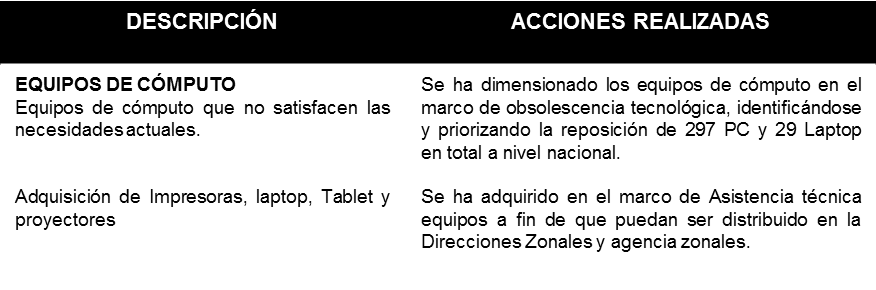 DESCRIPCIÓN
ACCIONES REALIZADAS
EQUIPOS DE CÓMPUTO
Equipos de cómputo que no satisfacen las
necesidades actuales.
Se ha dimensionado los equipos de cómputo en el
marco de obsolescencia tecnológica, identificándose
y priorizando la reposición de 297 PC y 29 Laptop
en total a nivel nacional.
Adquisición de Impresoras, laptop, Tablet y
proyectores
Se ha adquirido en el marco de Asistencia técnica
equipos a fin de que puedan ser distribuido en la
Direcciones Zonales y agencia zonales.